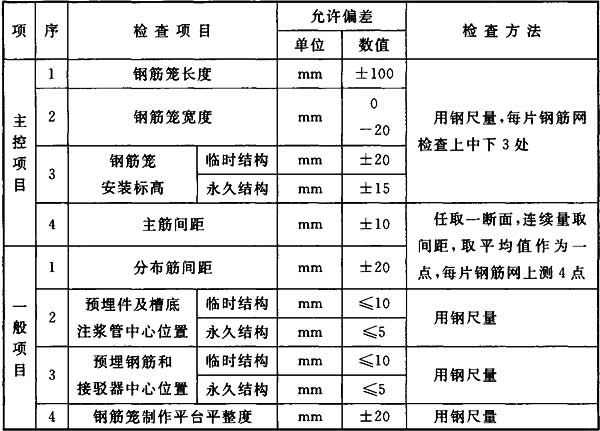 项 序 检查项目 允许偏差 检查方法
单位 数值
主控项目
1 钢筋笼长度 mm ±100
2 钢筋笼宽度 mm 0
−20
用钢尺量,每片钢筋网
检查上中下3处
3 钢筋笼
安装标高
临时结构 mm ±20
永久结构 mm ±15
4 主筋间距 mm ±10
任取一断面,连续量取
间距,取平均值作为一
点,每片钢筋网上测4点
一般项目
1 分布筋间距 mm ±20
2 预埋件及槽底
注浆管中心位置
临时结构 mm ≤10
永久结构 mm ≤5
用钢尺量
3 预埋钢筋和
接驳器中心位置
临时结构 mm ≤10
永久结构 mm ≤5
用钢尺量
4 钢筋笼制作平台平整度 mm ±20 用钢尺量